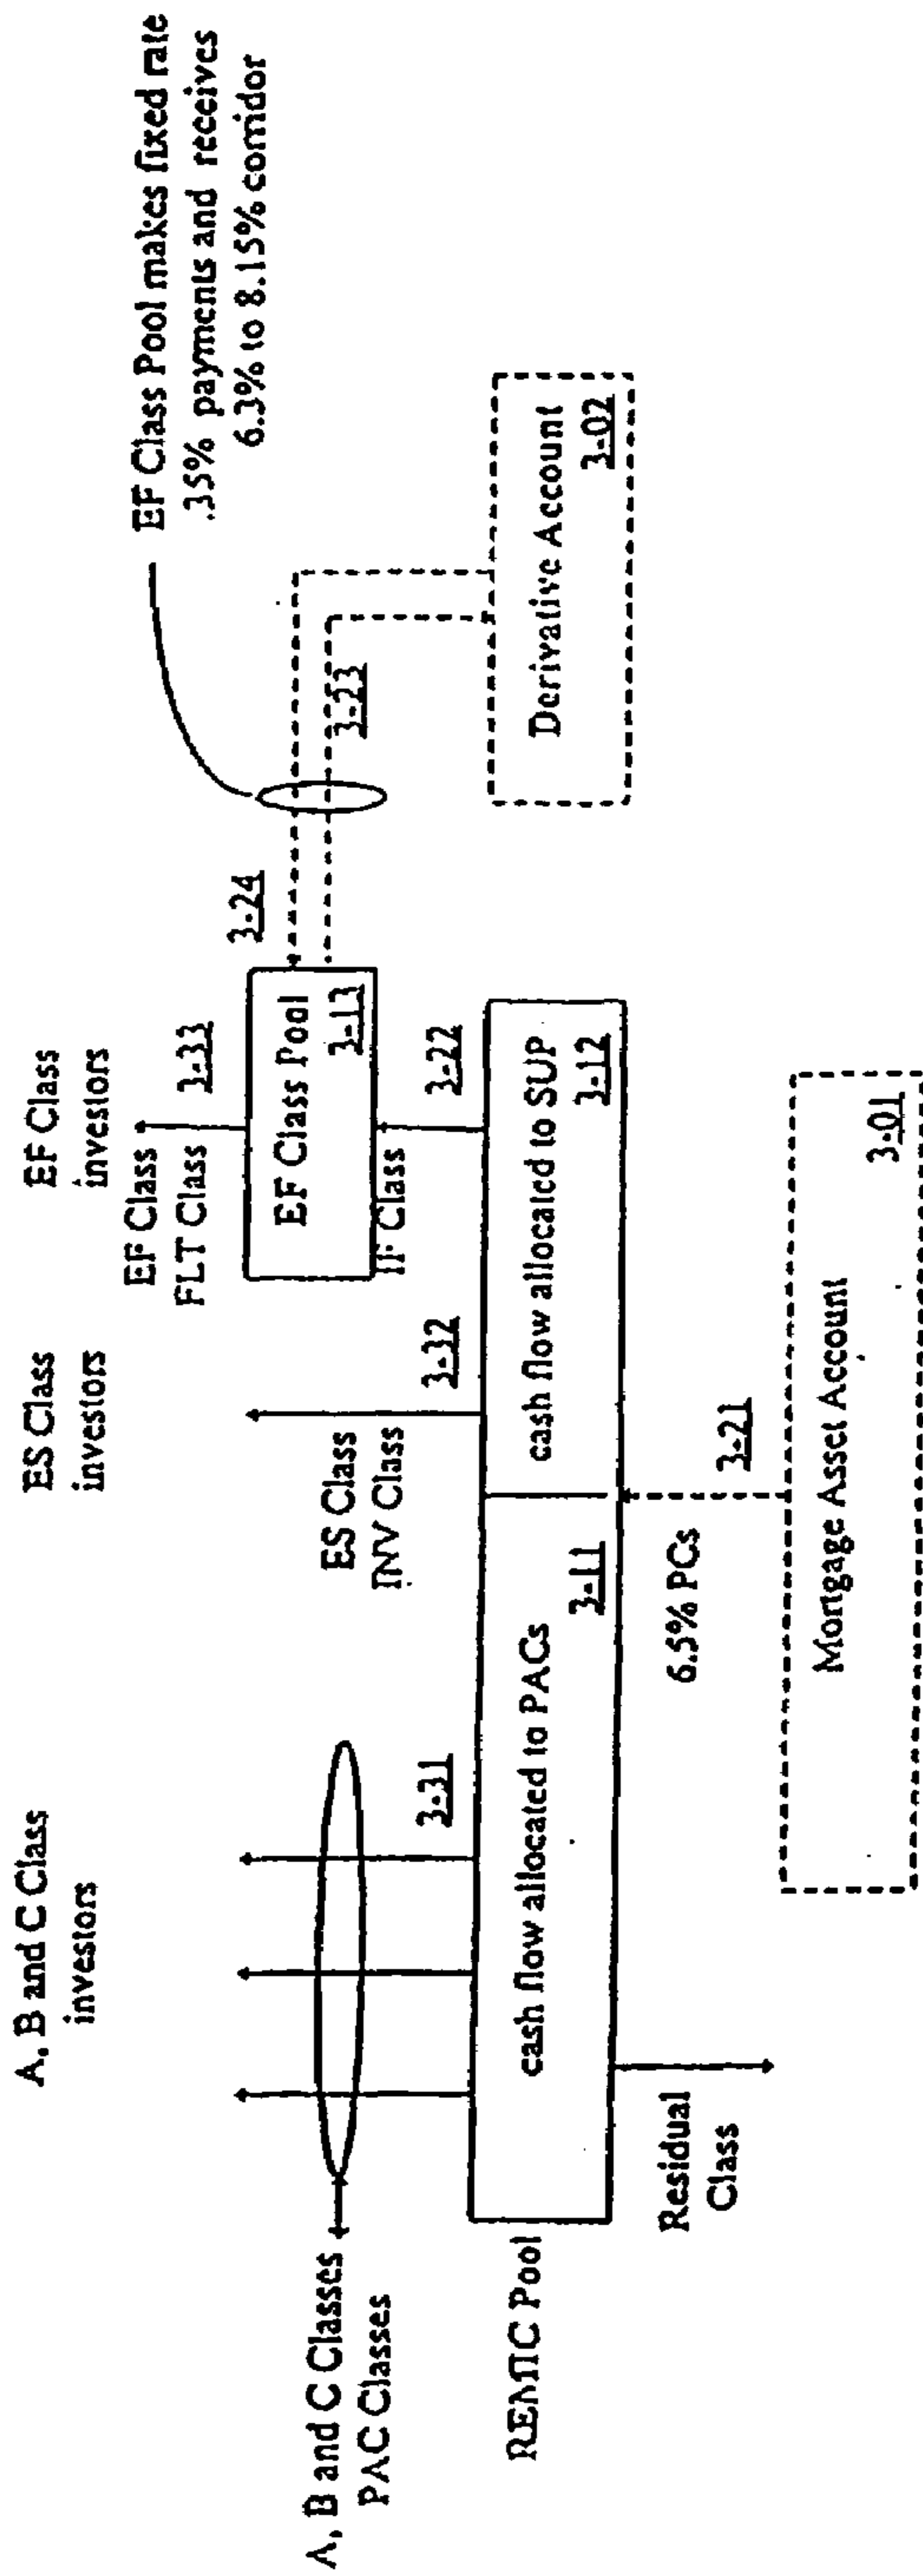 A, B and C Class
investors
ES Class
investors
EF Class
investors
EF Class Pool makes fixed rate
.35% payments and receives
6.3% to 8.15% corridor
A, B and C Classes
PAC Classes
3-31
ES Class
INV Class
3-32
EF Class
FLT Class
3-33
EF Class Pool
3-13
IF Class
3-22
3-24
3-23
REMIC Pool
cash flow allocated to PACs
3-11
cash flow allocated to SUP
3-12
Derivative Account
3-02
Residual
Class
6.5% PCs
3-21
Mortgage Asset Account
3-01